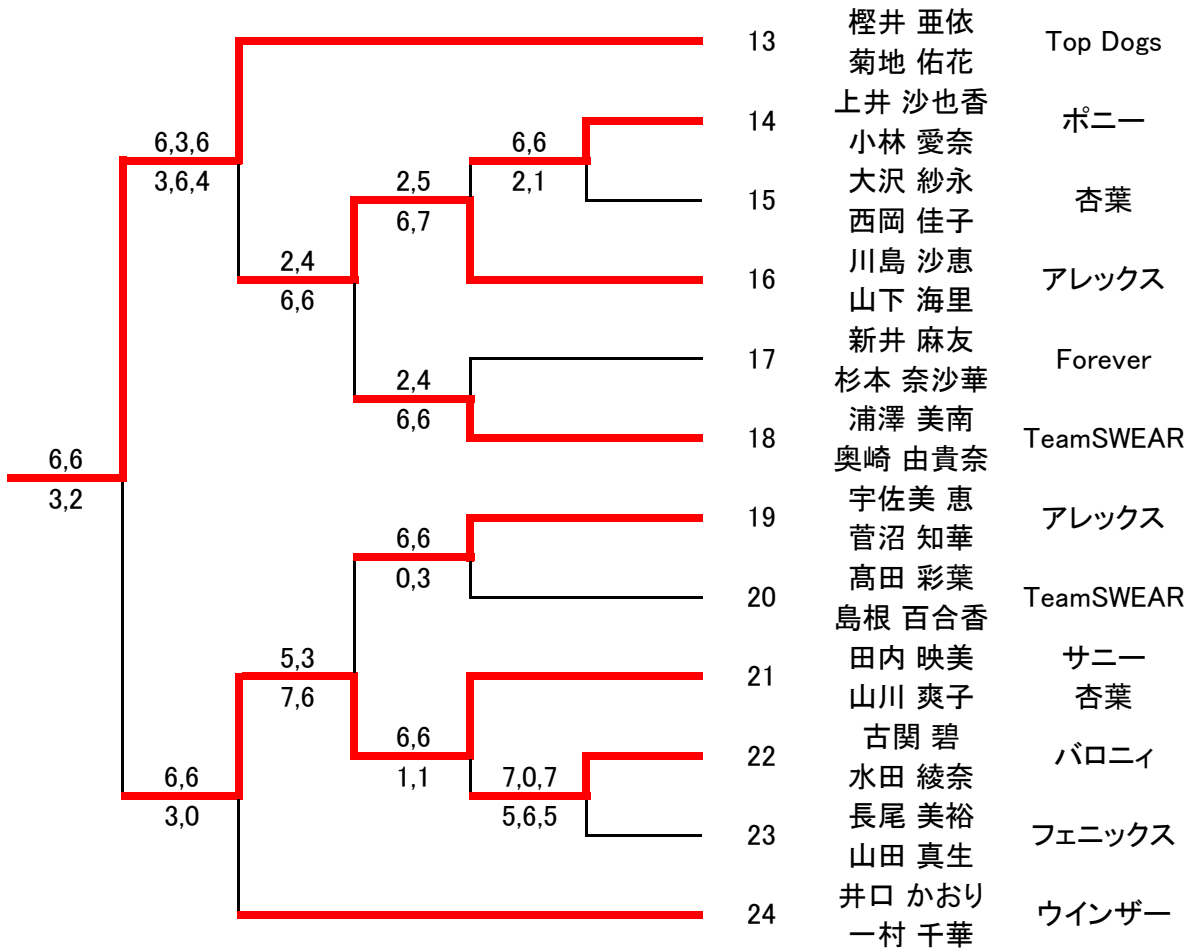 13 樫井 亜依 Top Dogs
菊地 佑花
14 上井 沙也香 ポニー
6,3,6 6,6 小林 愛奈
3,6,4 2,5 2,1
15 大沢 紗永 杏葉
6,7 西岡 佳子
2,4 川島 沙恵
16 アレックス
6,6 山下 海里
17 新井 麻友 Forever
2,4 杉本 奈沙華
6,6 浦澤 美南
18 TeamSWEAR
6,6 奥崎 由貴奈
3,2 宇佐美 恵
19 アレックス
6,6 菅沼 知華
0,3 髙田 彩葉
20 TeamSWEAR
島根 百合香
5,3 田内 映美 サニー
21
7,6 山川 爽子 杏葉
6,6 古関 碧
22 バロニィ
6,6 1,1 7,0,7 水田 綾奈
3,0 5,6,5 長尾 美裕
23 フェニックス
山田 真生
井口 かおり
24 ウインザー
一村 千華